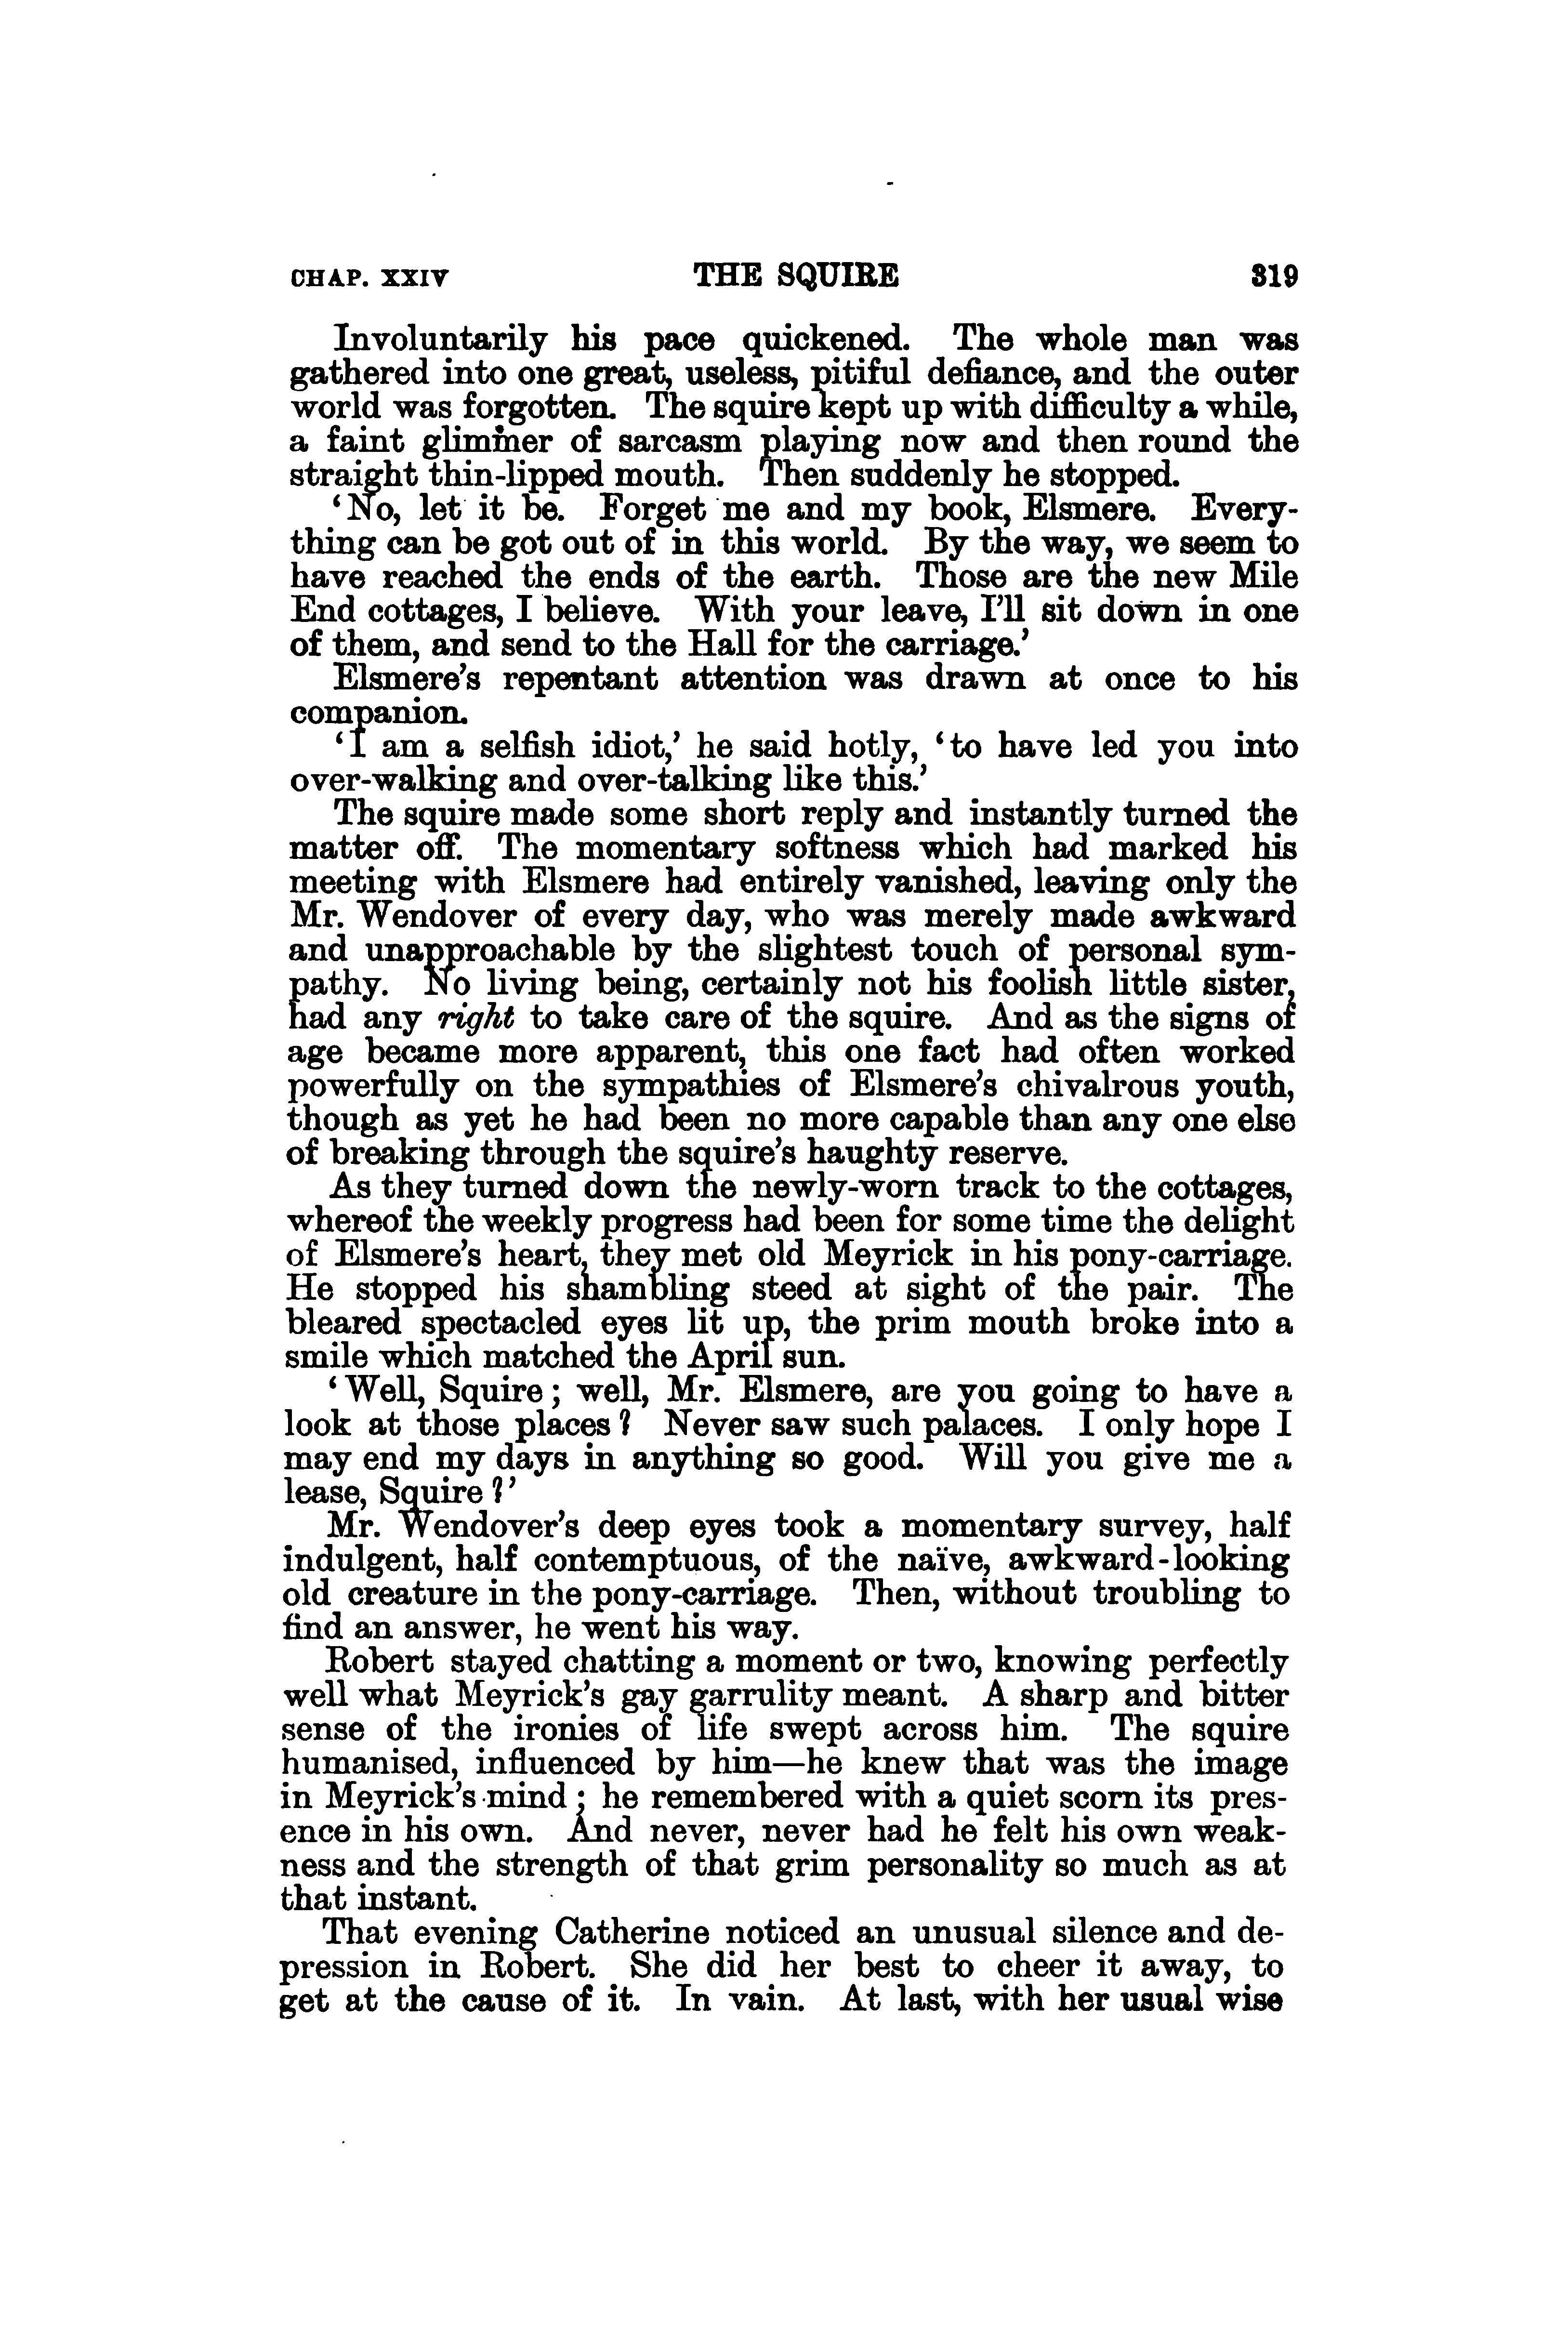 CHAP. XXIV THE SQUIRE 319
Involuntarily his pace quickened. The whole man was
gathered into one great, useless, pitiful defiance, and the outer
world was forgotten. The squire kept up with difficulty a while,
a faint glimmer of sarcasm playing now and then round the
straight thin-lipped mouth. Then suddenly he stopped.
‘No, let it be. Forget me and my book, Elsmere. Every-
thing can be got out of in this world. By the way, we seem to
have reached the ends of the earth. Those are the new Mile
End cottages, I believe. With your leave, I’ll sit down in one
of them, and send to the Hall for the carriage.’
Elsmere’s repentant attention was drawn at once to his
companion.
‘I am a selfish idiot,’ he said hotly, ‘to have led you into
over-walking and over-talking like this.’
The squire made some short reply and instantly turned the
matter off. The momentary softness which had marked his
meeting with Elsmere had entirely vanished, leaving only the
Mr. Wendover of every day, who was merely made awkward
and unapproachable by the slightest touch of personal sym-
pathy. No living being, certainly not his foolish little sister,
had any right to take care of the squire. And as the signs of
age became more apparent, this one fact had often worked
powerfully on the sympathies of Elsmere’s chivalrous youth,
though as yet he had been no more capable than any one else
of breaking through the squire’s haughty reserve.
As they turned down the newly-worn track to the cottages,
whereof the weekly progress had been for some time the delight
of Elsmere’s heart, they met old Meyrick in his pony-carriage.
He stopped his shambling steed at sight of the pair. The
bleared spectacled eyes lit up, the prim mouth broke into a
smile which matched the April sun.
‘Well, Squire; well, Mr. Elsmere, are you going to have a
look at those places? Never saw such palaces. I only hope I
may end my days in anything so good. Will you give me a
lease, Squire?’
Mr. Wendover’s deep eyes took a momentary survey, half
indulgent, half contemptuous, of the naïve, awkward-looking
old creature in the pony-carriage. Then, without troubling to
find an answer, he went his way.
Robert stayed chatting a moment or two, knowing perfectly
well what Meyrick’s gay garrulity meant. A sharp and bitter
sense of the ironies of life swept across him. The squire
humanised, influenced by him—he knew that was the image
in Meyrick’s mind; he remembered with a quiet scorn its pres-
ence in his own. And never, never had he felt his own weak-
ness and the strength of that grim personality so much as at
that instant.
That evening Catherine noticed an unusual silence and de-
pression in Robert. She did her best to cheer it away, to
get at the cause of it. In vain. At last, with her usual wise